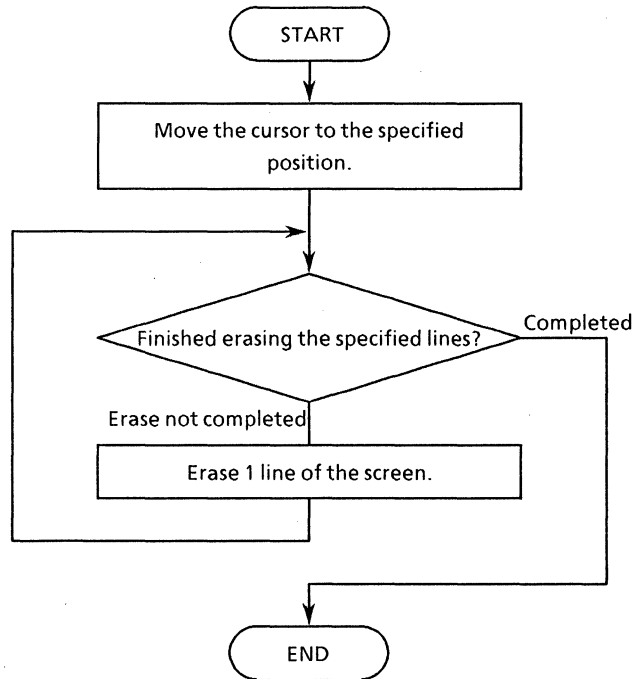 START
Move the cursor to the specified
position.
Finished erasing the specified lines?
Completed
Erase not completed
Erase 1 line of the screen.
END